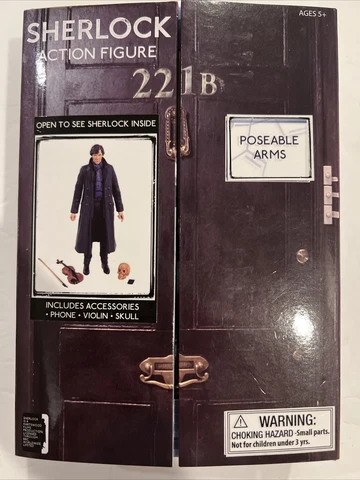 SHERLOCK
ACTION FIGURE
AGES 5+
221B
OPEN TO SEE SHERLOCK INSIDE
POSEABLE
ARMS
INCLUDES ACCESSORIES
• PHONE • VIOLIN • SKULL
WARNING:
CHOKING HAZARD -Small parts.
Not for children under 3 yrs.